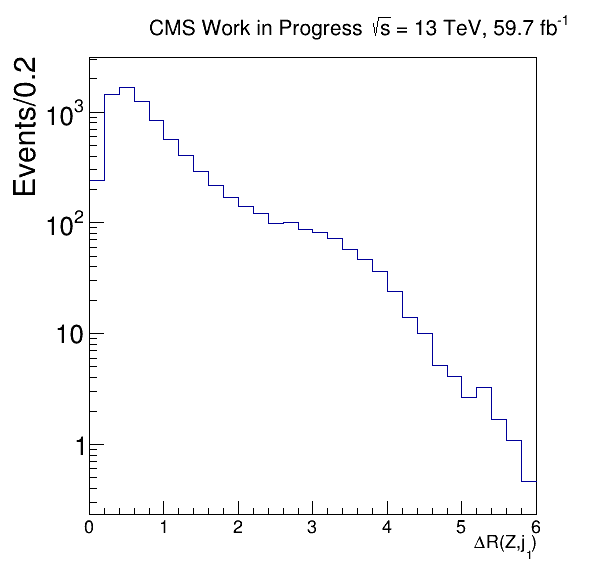 CMS Work in Progress √s = 13 TeV, 59.7 fb⁻¹
Events/0.2
10³
10²
10
1
0 1 2 3 4 5 6
ΔR(Z,j₁)